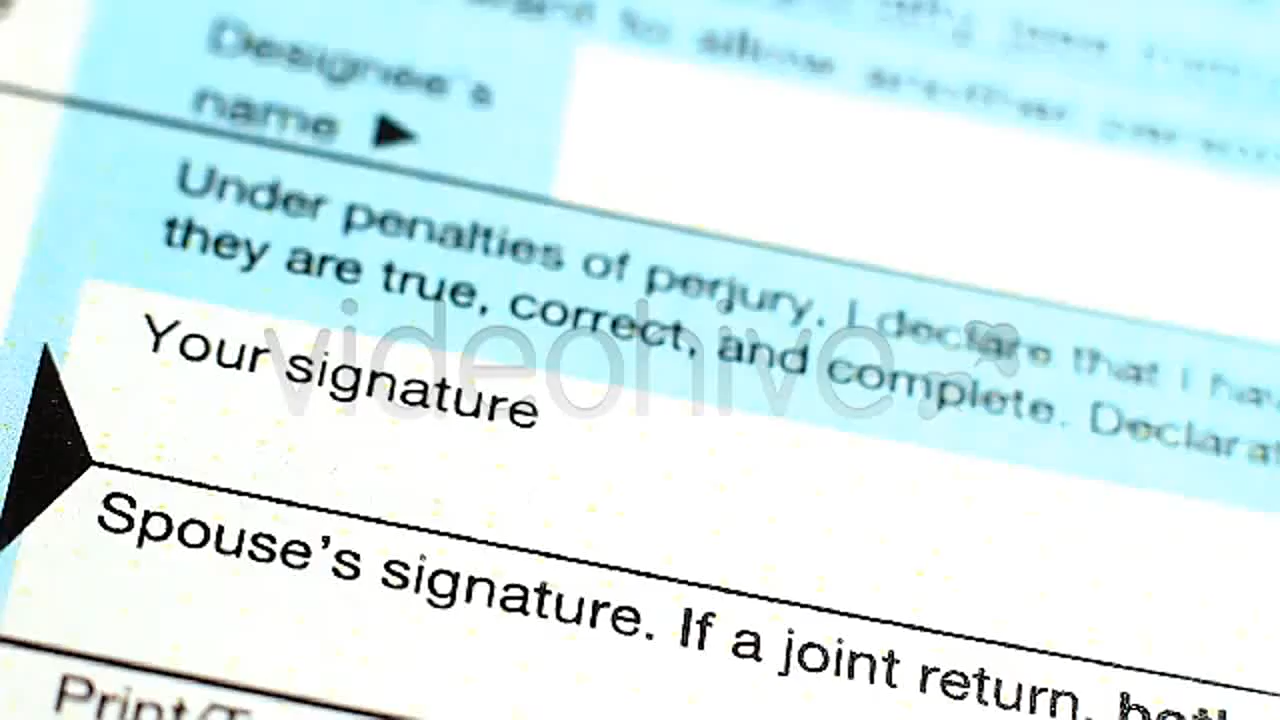 Designee's
name ▶
Under penalties of perjury, I declare that I
they are true, correct, and complete.
Your signature
Spouse's signature. If a joint return,
videohive